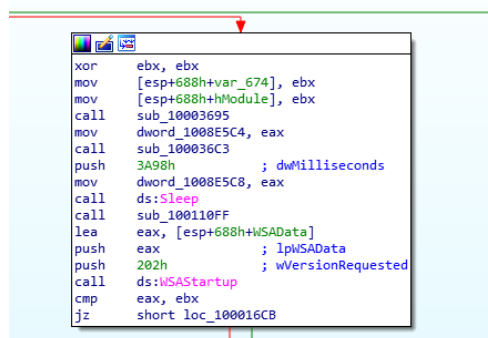 xor ebx, ebx
mov [esp+688h+var_674], ebx
mov [esp+688h+hModule], ebx
call sub_10003695
mov dword_1008E5C4, eax
call sub_100036C3
push 3A98h ; dwMilliseconds
mov dword_1008E5C8, eax
call ds:Sleep
call sub_100110FF
lea eax, [esp+688h+WSAData]
push eax ; lpWSAData
push 202h ; wVersionRequested
call ds:WSAStartup
cmp eax, ebx
jz short loc_100016CB